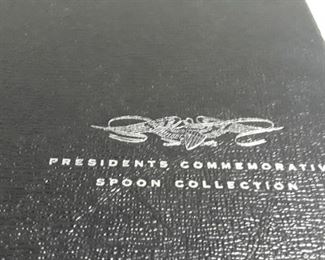 PRESIDENTS COMMEMORATIV
SPOON COLLECTION